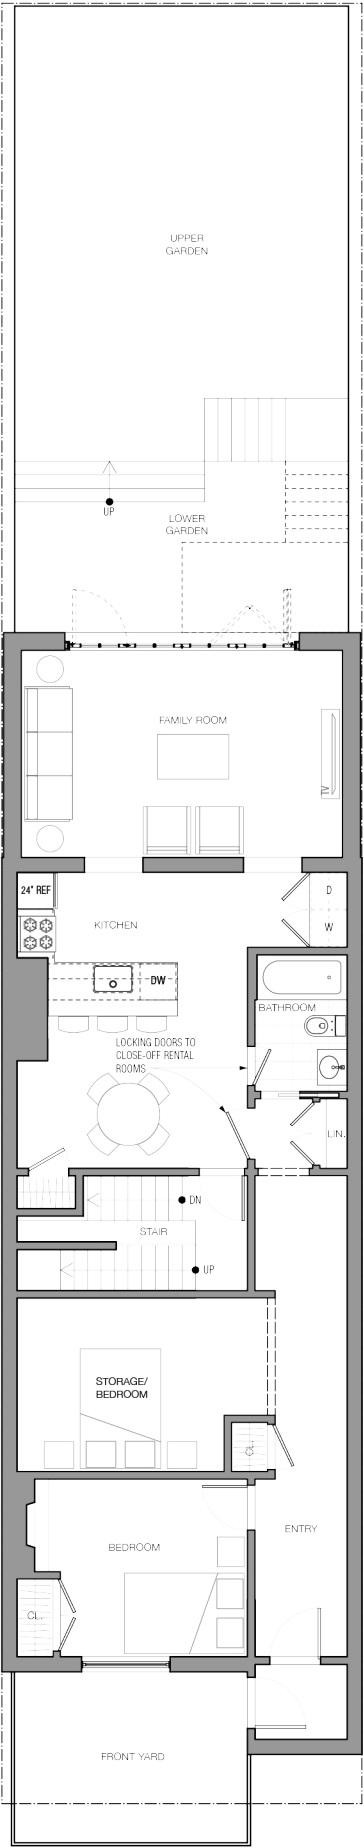 UPPER
GARDEN
UP
LOWER
GARDEN
FAMILY ROOM
TV
24" REF
D
W
KITCHEN
DW
BATHROOM
LOCKING DOORS TO
CLOSE-OFF RENTAL
ROOMS
LIN.
DN
STAIR
UP
STORAGE/
BEDROOM
CL.
ENTRY
BEDROOM
CL.
FRONT YARD